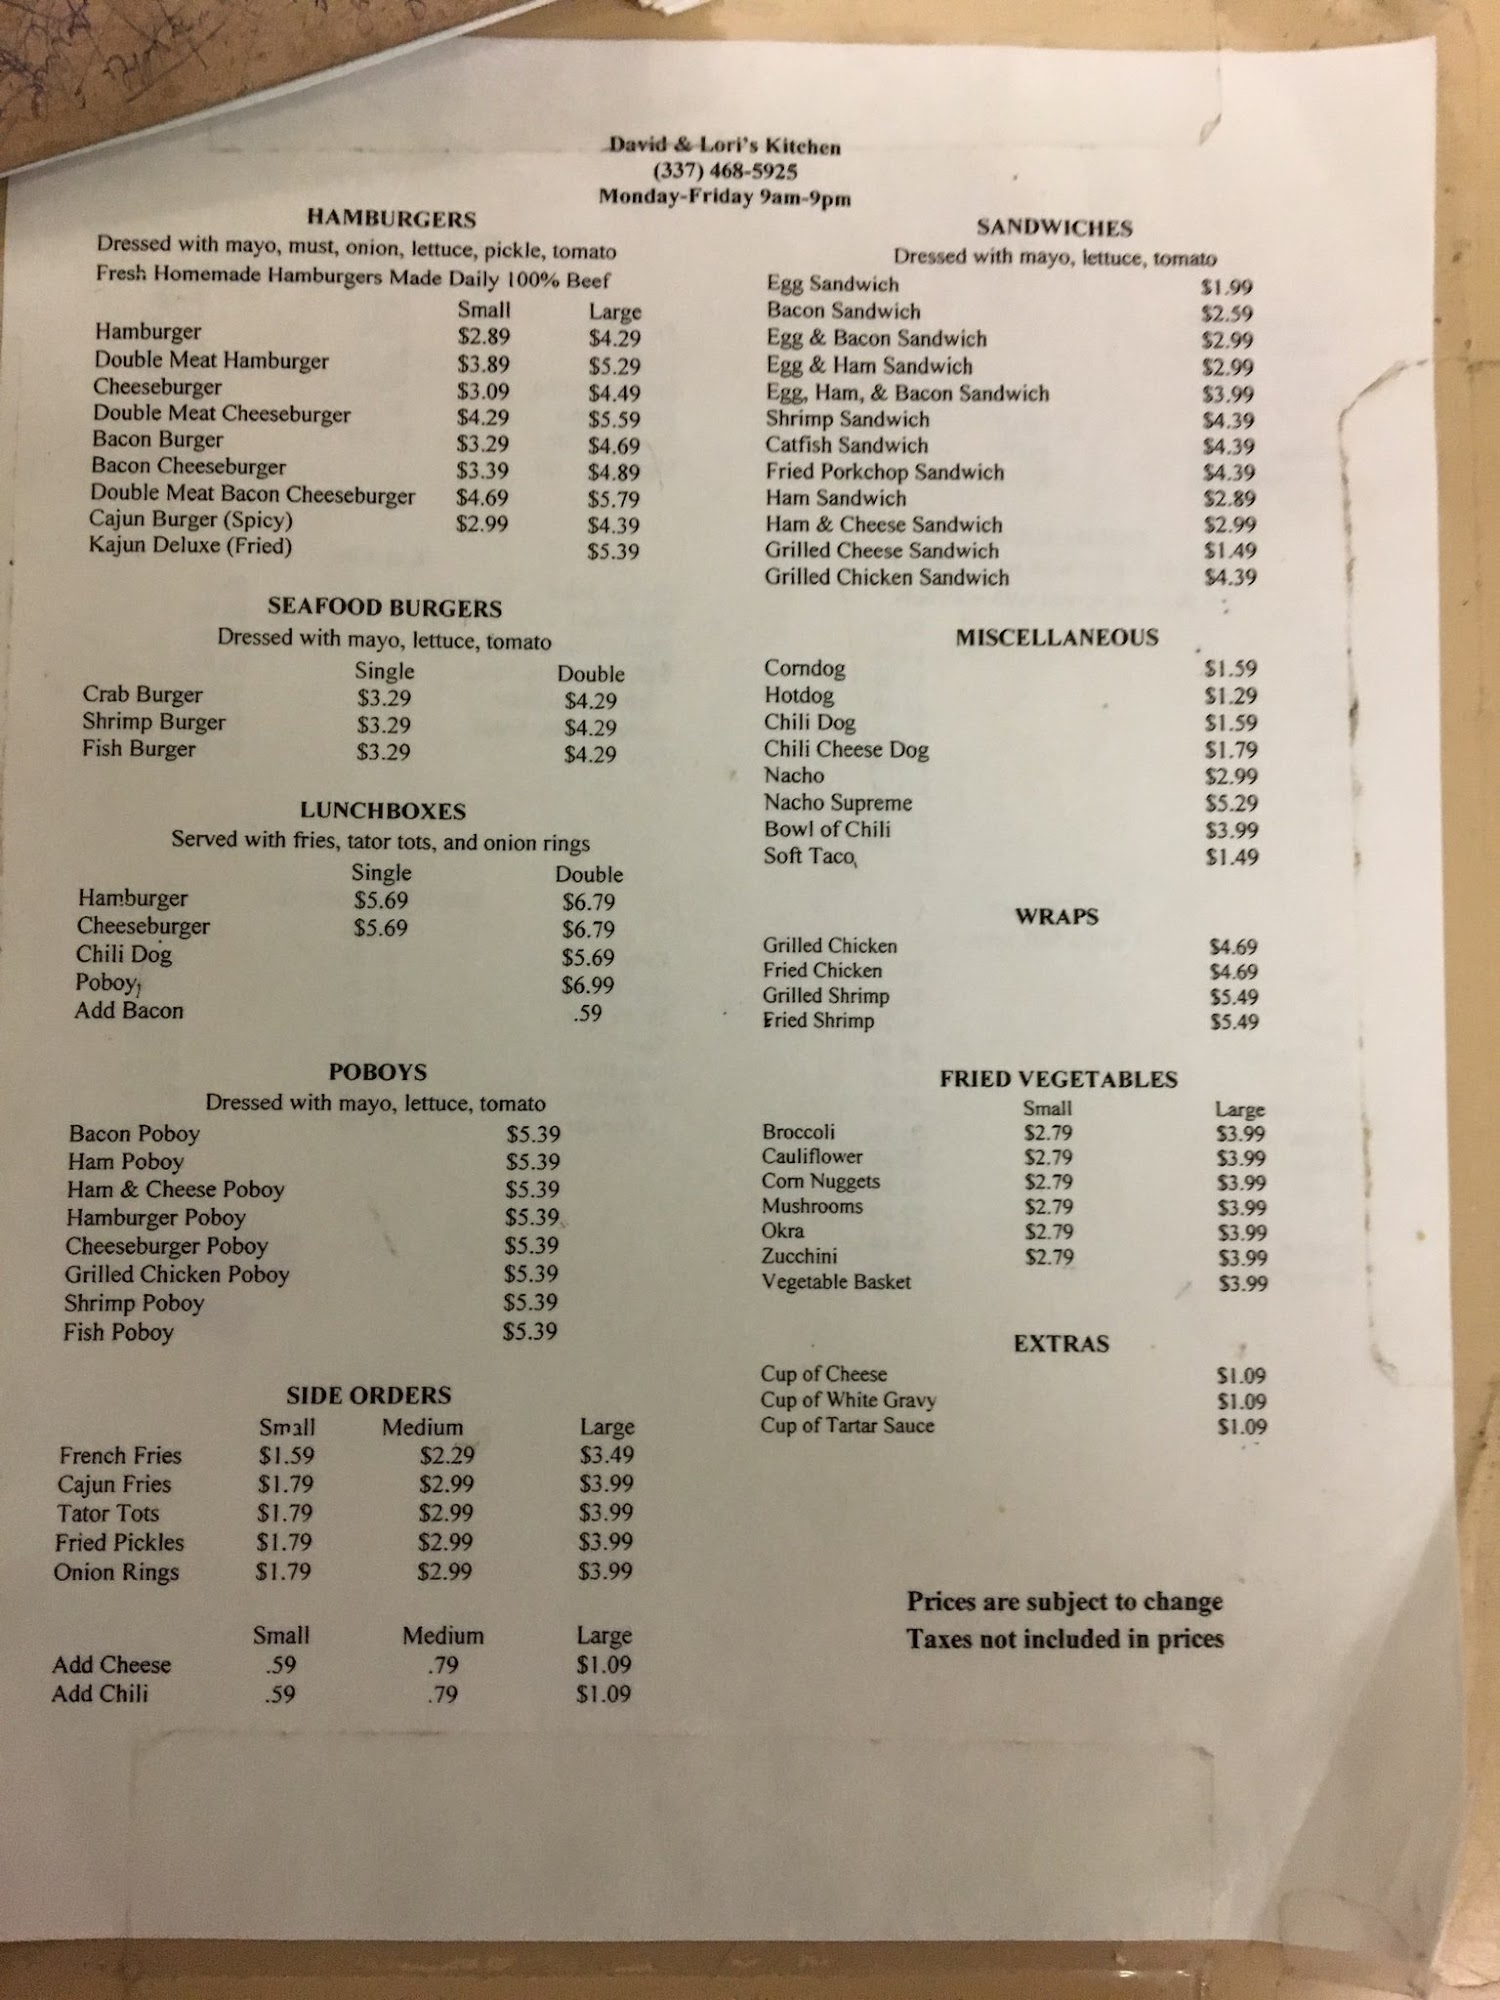 David & Lori's Kitchen
(337) 468-5925
Monday-Friday 9am-9pm
HAMBURGERS
Dressed with mayo, must, onion, lettuce, pickle, tomato
Fresh Homemade Hamburgers Made Daily 100% Beef
Small Large
Hamburger $2.89 $4.29
Double Meat Hamburger $3.89 $5.29
Cheeseburger $3.09 $4.49
Double Meat Cheeseburger $4.29 $5.59
Bacon Burger $3.29 $4.69
Bacon Cheeseburger $3.39 $4.89
Double Meat Bacon Cheeseburger $4.69 $5.79
Cajun Burger (Spicy) $2.99 $4.39
Kajun Deluxe (Fried) $5.39
SEAFOOD BURGERS
Dressed with mayo, lettuce, tomato
Single Double
Crab Burger $3.29 $4.29
Shrimp Burger $3.29 $4.29
Fish Burger $3.29 $4.29
LUNCHBOXES
Served with fries, tator tots, and onion rings
Single Double
Hamburger $5.69 $6.79
Cheeseburger $5.69 $6.79
Chili Dog $5.69
Poboy $6.99
Add Bacon .59
POBOYS
Dressed with mayo, lettuce, tomato
Bacon Poboy $5.39
Ham Poboy $5.39
Ham & Cheese Poboy $5.39
Hamburger Poboy $5.39
Cheeseburger Poboy $5.39
Grilled Chicken Poboy $5.39
Shrimp Poboy $5.39
Fish Poboy $5.39
SIDE ORDERS
Small Medium Large
French Fries $1.59 $2.29 $3.49
Cajun Fries $1.79 $2.99 $3.99
Tator Tots $1.79 $2.99 $3.99
Fried Pickles $1.79 $2.99 $3.99
Onion Rings $1.79 $2.99 $3.99
Small Medium Large
Add Cheese .59 .79 $1.09
Add Chili .59 .79 $1.09
SANDWICHES
Dressed with mayo, lettuce, tomato
Egg Sandwich $1.99
Bacon Sandwich $2.59
Egg & Bacon Sandwich $2.99
Egg & Ham Sandwich $2.99
Egg, Ham, & Bacon Sandwich $3.99
Shrimp Sandwich $4.39
Catfish Sandwich $4.39
Fried Porkchop Sandwich $4.39
Ham Sandwich $2.89
Ham & Cheese Sandwich $2.99
Grilled Cheese Sandwich $1.49
Grilled Chicken Sandwich $4.39
MISCELLANEOUS
Corndog $1.59
Hotdog $1.29
Chili Dog $1.59
Chili Cheese Dog $1.79
Nacho $2.99
Nacho Supreme $5.29
Bowl of Chili $3.99
Soft Taco $1.49
WRAPS
Grilled Chicken $4.69
Fried Chicken $4.69
Grilled Shrimp $5.49
Fried Shrimp $5.49
FRIED VEGETABLES
Small Large
Broccoli $2.79 $3.99
Cauliflower $2.79 $3.99
Corn Nuggets $2.79 $3.99
Mushrooms $2.79 $3.99
Okra $2.79 $3.99
Zucchini $2.79 $3.99
Vegetable Basket $3.99
EXTRAS
Cup of Cheese $1.09
Cup of White Gravy $1.09
Cup of Tartar Sauce $1.09
Prices are subject to change
Taxes not included in prices